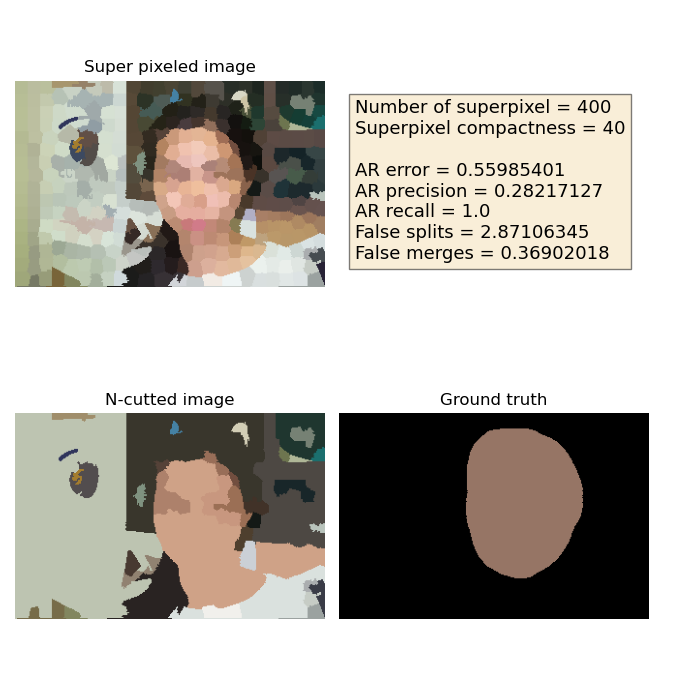 Super pixeled image
Number of superpixel = 400
Superpixel compactness = 40
AR error = 0.55985401
AR precision = 0.28217127
AR recall = 1.0
False splits = 2.87106345
False merges = 0.36902018
N-cutted image
Ground truth